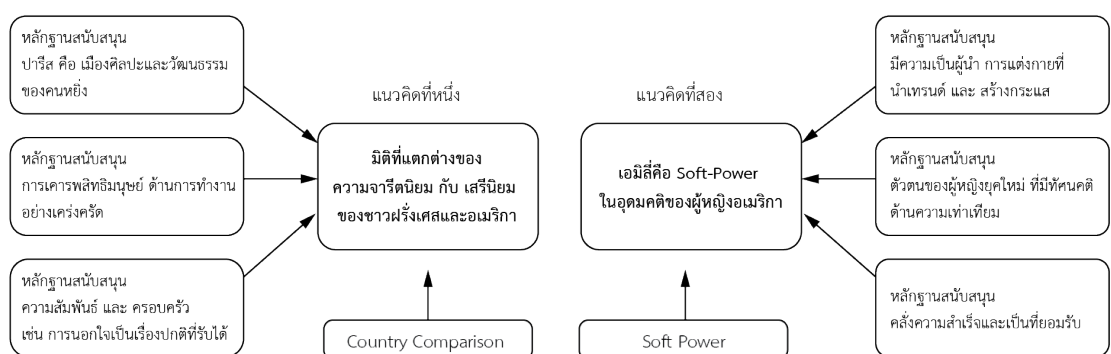 หลักฐานสนับสนุน
ปารีส คือ เมืองศิลปะและวัฒนธรรม
ของคนหยิ่ง
หลักฐานสนับสนุน
การเคารพสิทธิมนุษย์ ด้านการทำงาน
อย่างเคร่งครัด
หลักฐานสนับสนุน
ความสัมพันธ์ และ ครอบครัว
เช่น การนอกใจเป็นเรื่องปกติที่รับได้
แนวคิดที่หนึ่ง
มิติที่แตกต่างของ
ความจารีตนิยม กับ เสรีนิยม
ของชาวฝรั่งเศสและอเมริกา
Country Comparison
แนวคิดที่สอง
เอมิลี่คือ Soft-Power
ในอุดมคติของผู้หญิงอเมริกา
Soft Power
หลักฐานสนับสนุน
มีความเป็นผู้นำ การแต่งกายที่
นำเทรนด์ และ สร้างกระแส
หลักฐานสนับสนุน
ตัวตนของผู้หญิงยุคใหม่ ที่มีทัศนคติ
ด้านความเท่าเทียม
หลักฐานสนับสนุน
คลั่งความสำเร็จและเป็นที่ยอมรับ